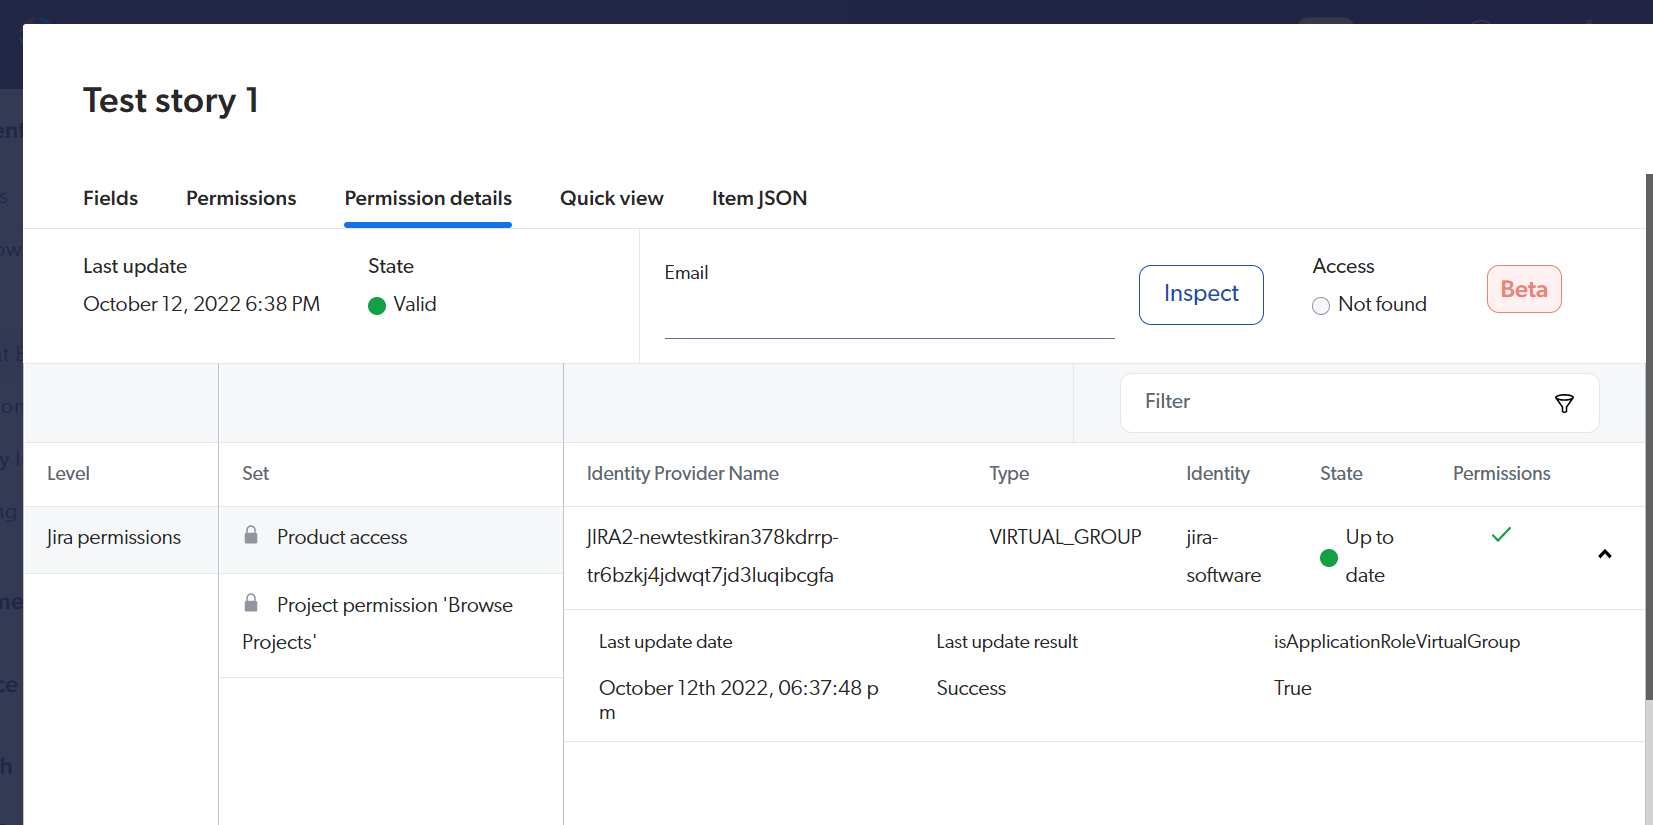 Test story 1
Fields Permissions Permission details Quick view Item JSON
Last update State Email Inspect Access Beta
October 12, 2022 6:38 PM Valid Not found
Filter
Level Set Identity Provider Name Type Identity State Permissions
Jira permissions Product access JIRA2-newtestkiran378kdrrp- VIRTUAL_GROUP jira- Up to
tr6bzkj4jdwqt7jd3luqibcgfa software date
Project permission 'Browse
Projects'
Last update date Last update result isApplicationRoleVirtualGroup
October 12th 2022, 06:37:48 p Success True
m